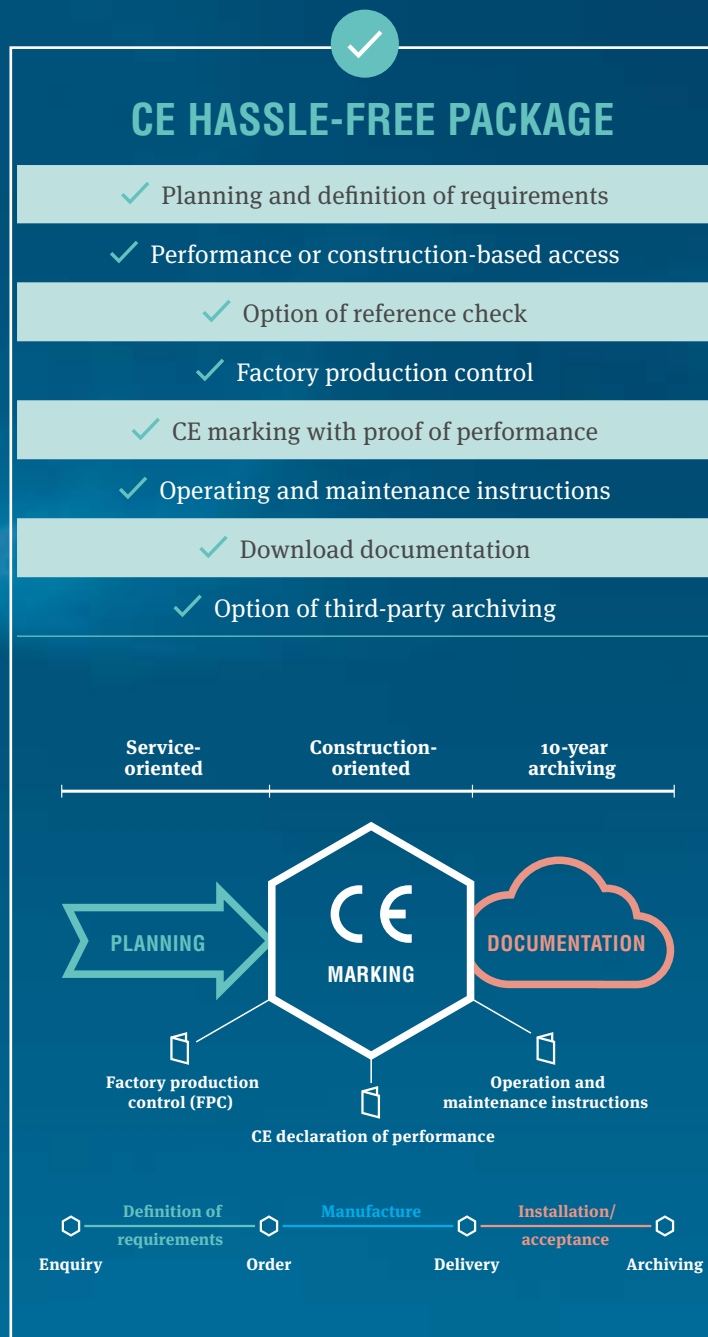 CE HASSLE-FREE PACKAGE
Planning and definition of requirements
Performance or construction-based access
Option of reference check
Factory production control
CE marking with proof of performance
Operating and maintenance instructions
Download documentation
Option of third-party archiving
Service-
oriented
Construction-
oriented
10-year
archiving
PLANNING
CE
MARKING
DOCUMENTATION
Factory production
control (FPC)
CE declaration of performance
Operation and
maintenance instructions
Definition of
requirements
Manufacture
Installation/
acceptance
Enquiry
Order
Delivery
Archiving